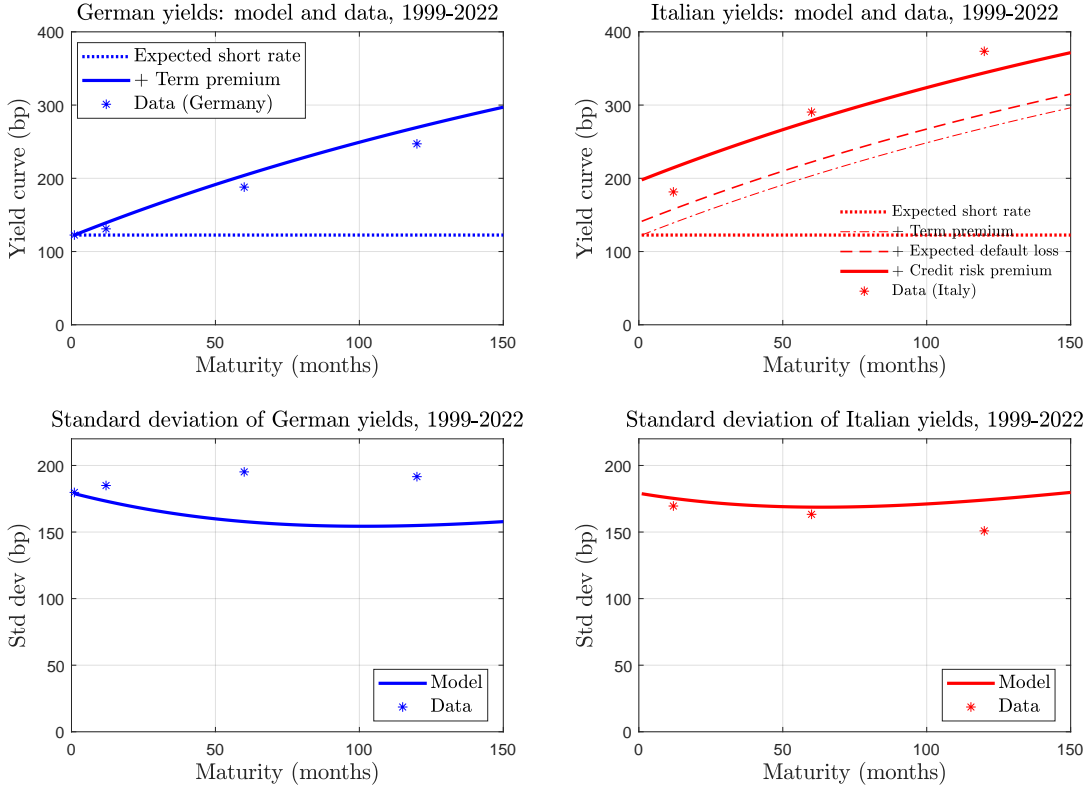 German yields: model and data, 1999-2022
400
300
200
100
0
Yield curve (bp)
Expected short rate
+ Term premium
Data (Germany)
0
50
100
150
Maturity (months)
Italian yields: model and data, 1999-2022
400
300
200
100
0
Yield curve (bp)
Expected short rate
+ Term premium
+ Expected default loss
+ Credit risk premium
Data (Italy)
0
50
100
150
Maturity (months)
Standard deviation of German yields, 1999-2022
200
150
100
50
0
Std dev (bp)
Model
Data
0
50
100
150
Maturity (months)
Standard deviation of Italian yields, 1999-2022
200
150
100
50
0
Std dev (bp)
Model
Data
0
50
100
150
Maturity (months)